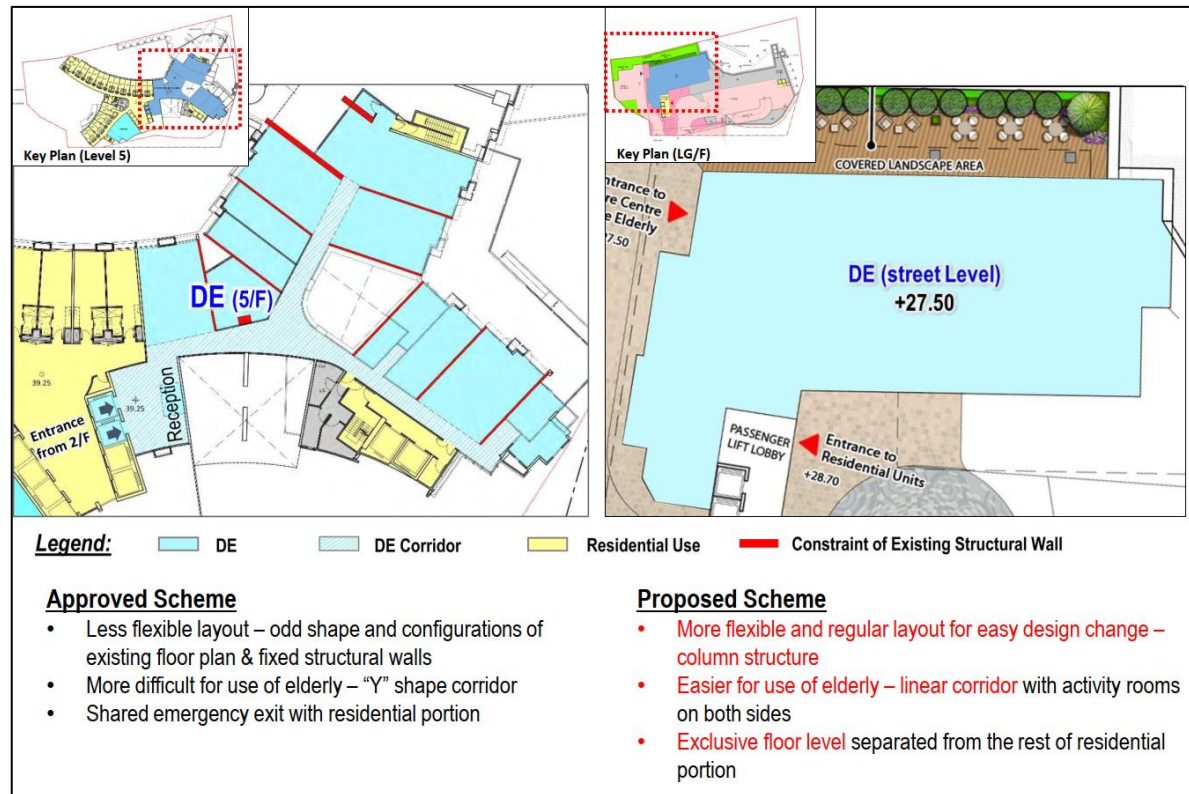 Key Plan (Level 5)
DE (5/F)
39.25
39.25
Reception
Entrance
from 2/F
Key Plan (LG/F)
COVERED LANDSCAPE AREA
Entrance to
re Centre
e Elderly
27.50
DE (street Level)
+27.50
PASSENGER
LIFT LOBBY
Entrance to
Residential Units
+28.70
Legend:
DE
DE Corridor
Residential Use
Constraint of Existing Structural Wall
Approved Scheme
• Less flexible layout – odd shape and configurations of
existing floor plan & fixed structural walls
• More difficult for use of elderly – “Y” shape corridor
• Shared emergency exit with residential portion
Proposed Scheme
• More flexible and regular layout for easy design change –
column structure
• Easier for use of elderly – linear corridor with activity rooms
on both sides
• Exclusive floor level separated from the rest of residential
portion